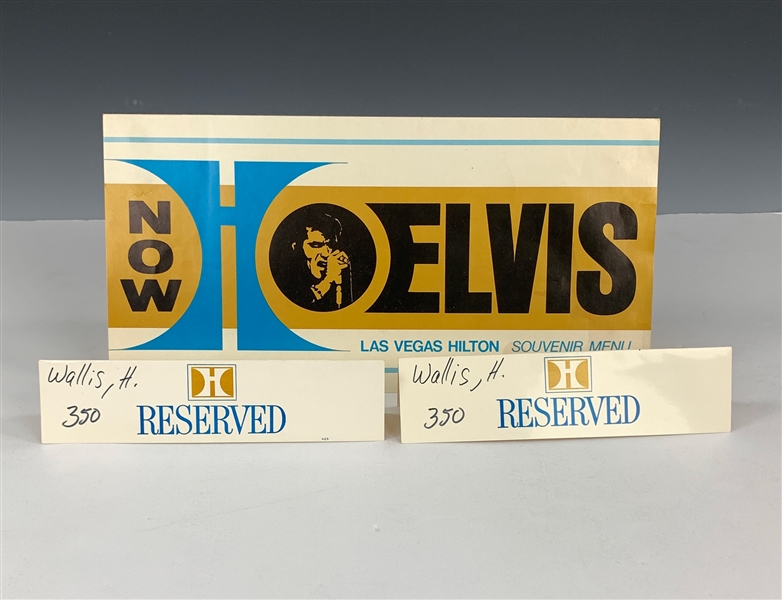 NOW
H
ELVIS
LAS VEGAS HILTON SOUVENIR MENU
Wallis, H.
350
H
RESERVED
Wallis, H.
350
H
RESERVED